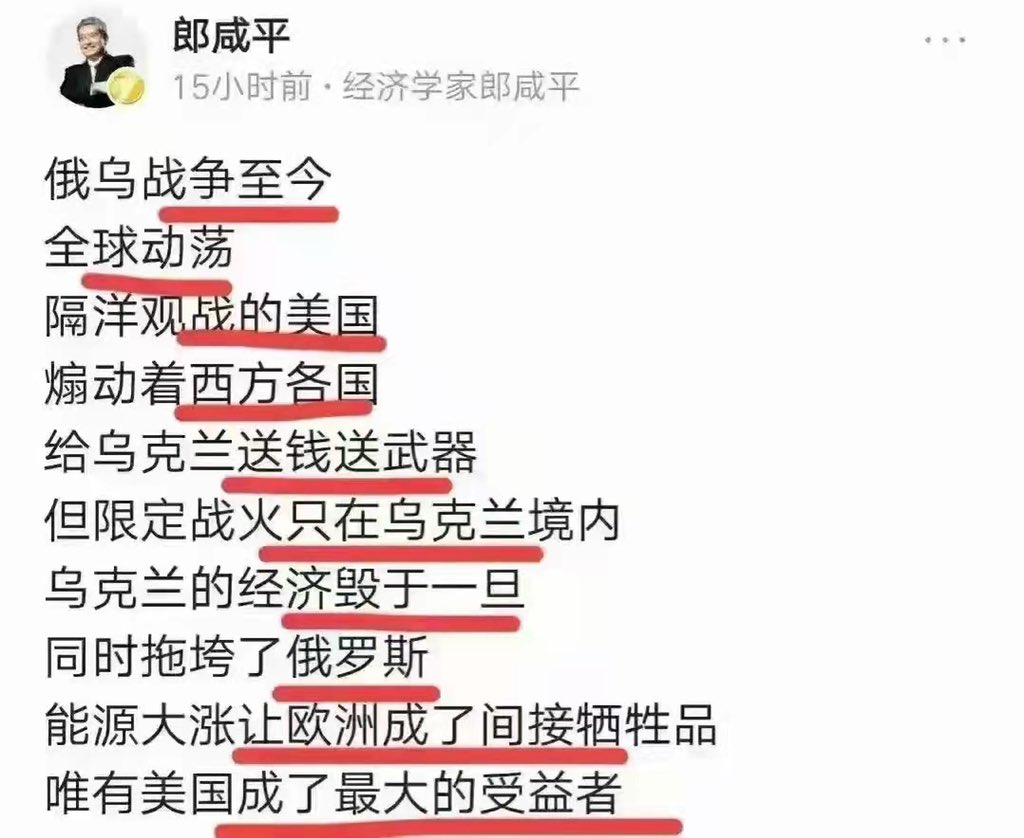 郎咸平
15小时前·经济学家郎咸平
俄乌战争至今
全球动荡
隔洋观战的美国
煽动着西方各国
给乌克兰送钱送武器
但限定战火只在乌克兰境内
乌克兰的经济毁于一旦
同时拖垮了俄罗斯
能源大涨让欧洲成了间接牺牲品
唯有美国成了最大的受益者